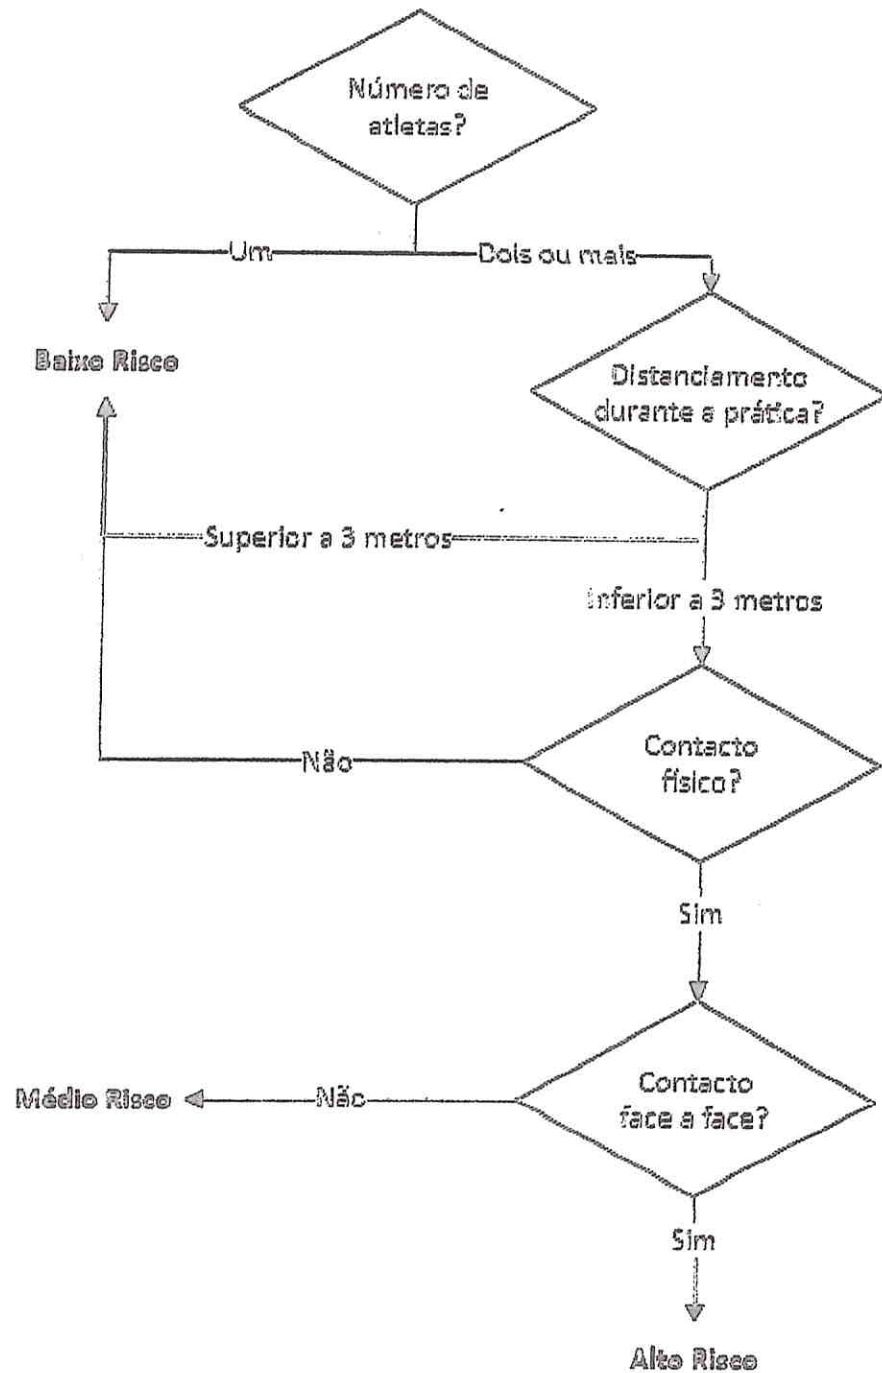 Número de
atletas?
Um
Dois ou mais
Baixo Risco
Distanciamento
durante a prática?
Superior a 3 metros
Inferior a 3 metros
Contacto
físico?
Não
Sim
Contacto
face a face?
Médio Risco
Não
Sim
Alto Risco